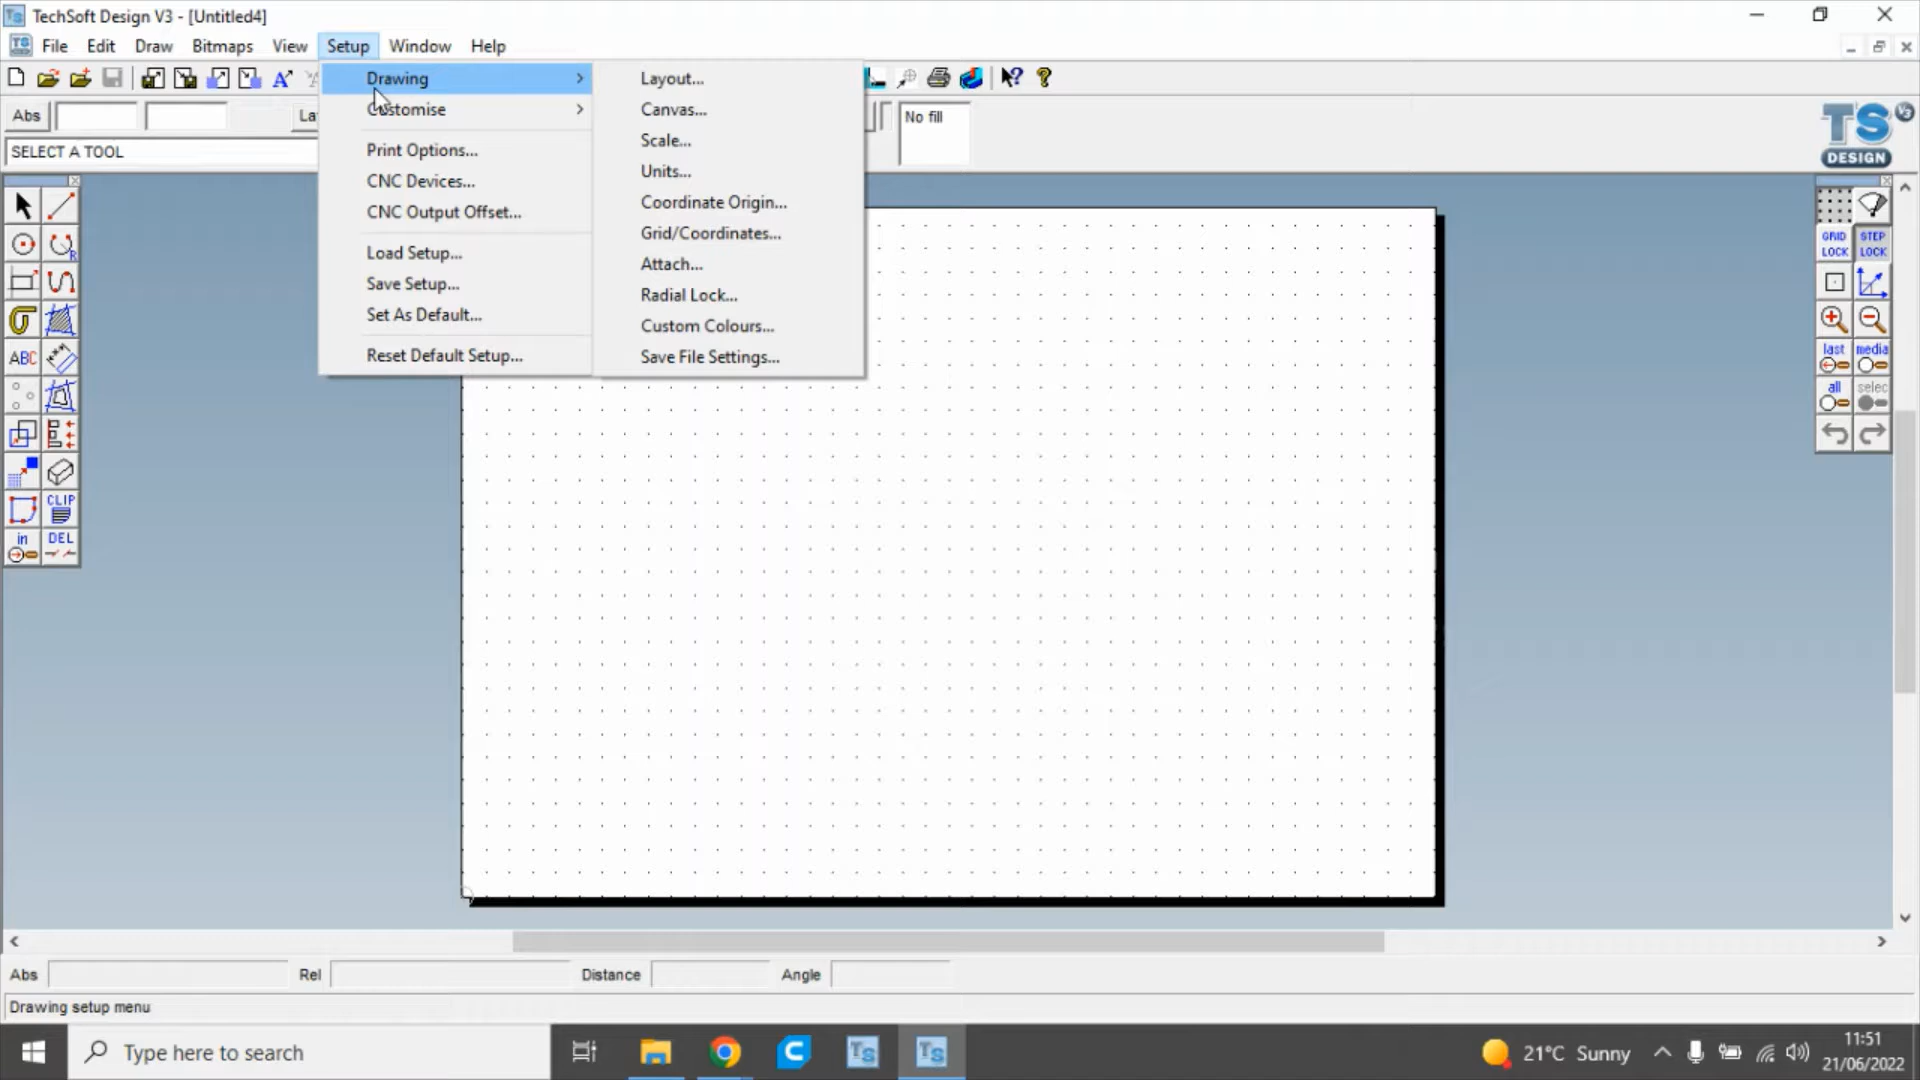 TechSoft Design V3 - [Untitled4]
File Edit Draw Bitmaps View Setup Window Help
Abs
La
No fill
SELECT A TOOL
TS V3
DESIGN
Drawing
Customise
Print Options...
CNC Devices...
CNC Output Offset...
Load Setup...
Save Setup...
Set As Default...
Reset Default Setup...
Layout...
Canvas...
Scale...
Units...
Coordinate Origin...
Grid/Coordinates...
Attach...
Radial Lock...
Custom Colours...
Save File Settings...
ABC
CLIP
in DEL
GRID LOCK STEP LOCK
last media
all selec
Abs Rel Distance Angle
Drawing setup menu
Type here to search
21°C Sunny
11:51
21/06/2022